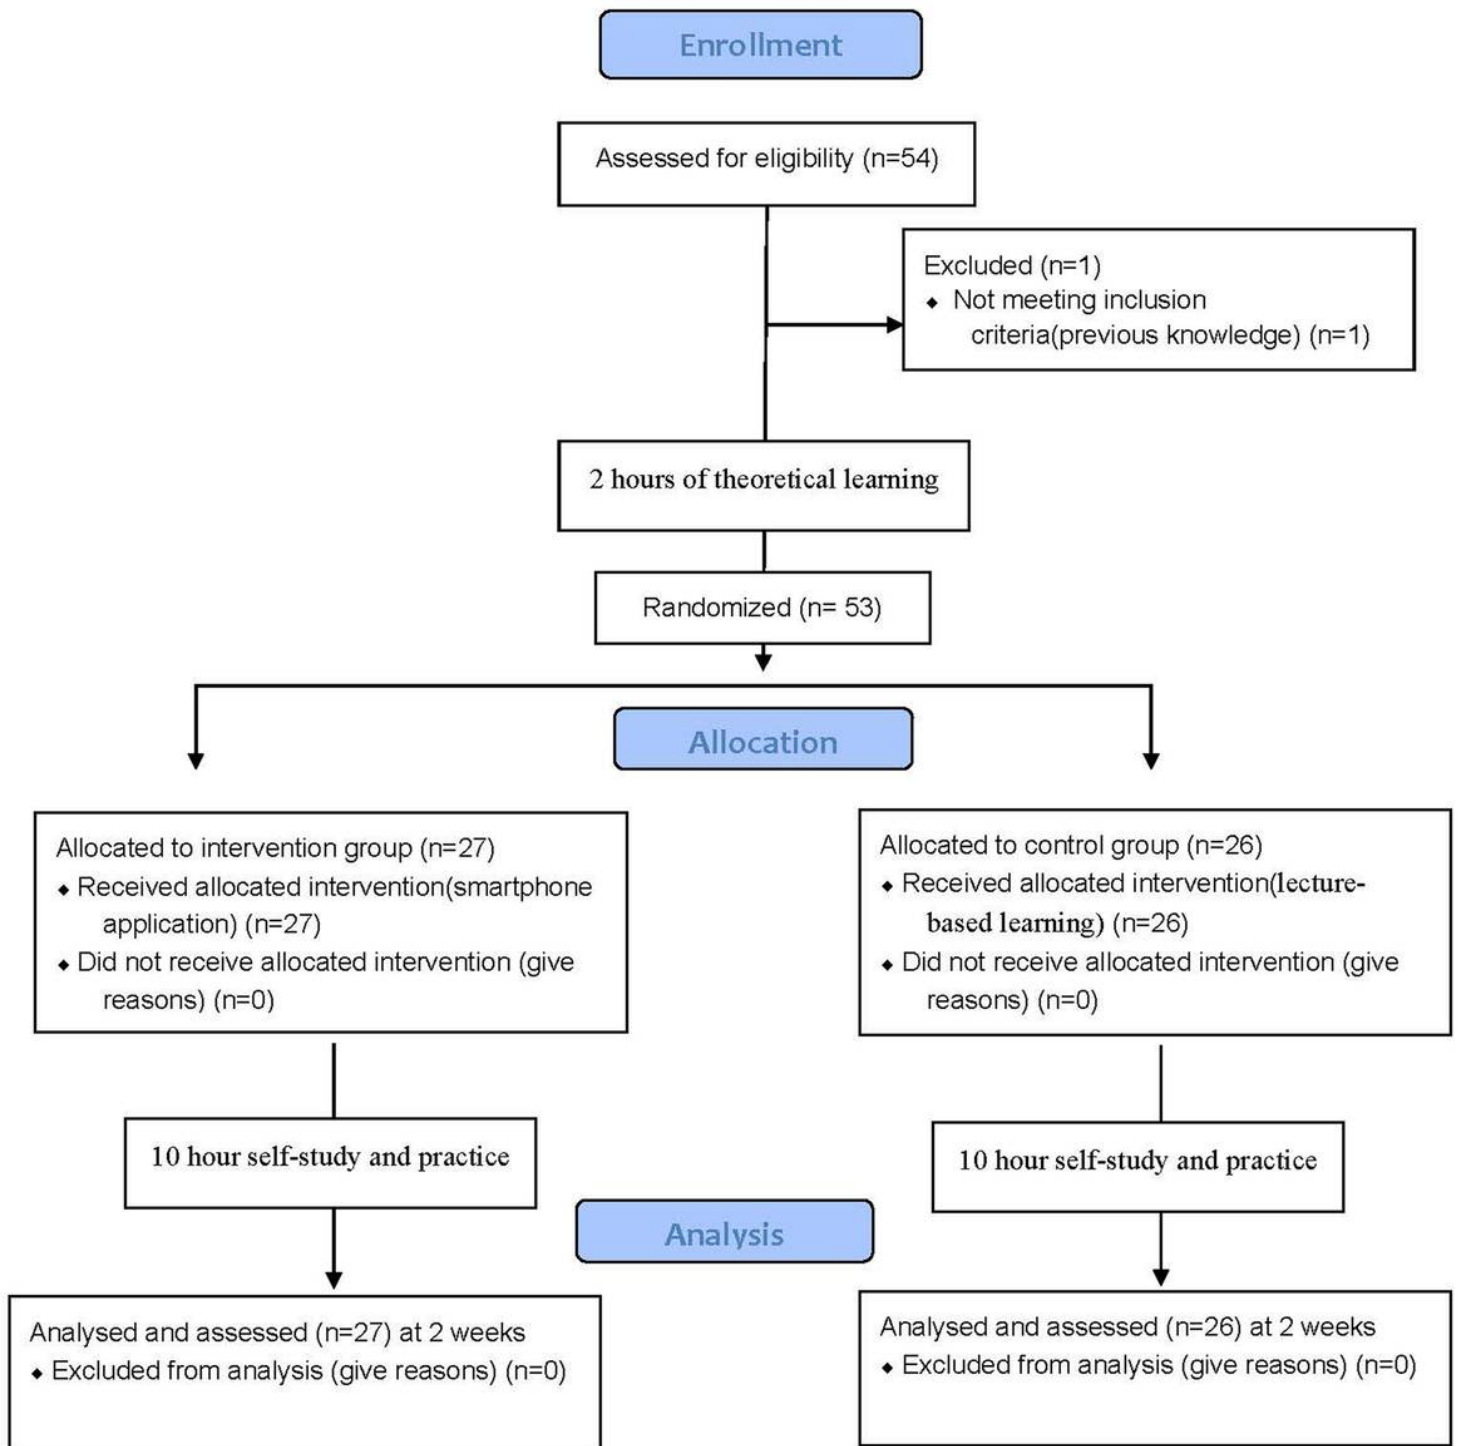 Enrollment
Assessed for eligibility (n=54)
Excluded (n=1)
⬥ Not meeting inclusion
criteria(previous knowledge) (n=1)
2 hours of theoretical learning
Randomized (n= 53)
Allocation
Allocated to intervention group (n=27)
⬥ Received allocated intervention(smartphone
application) (n=27)
⬥ Did not receive allocated intervention (give
reasons) (n=0)
Allocated to control group (n=26)
⬥ Received allocated intervention(lecture-
based learning) (n=26)
⬥ Did not receive allocated intervention (give
reasons) (n=0)
10 hour self-study and practice
10 hour self-study and practice
Analysis
Analysed and assessed (n=27) at 2 weeks
⬥ Excluded from analysis (give reasons) (n=0)
Analysed and assessed (n=26) at 2 weeks
⬥ Excluded from analysis (give reasons) (n=0)